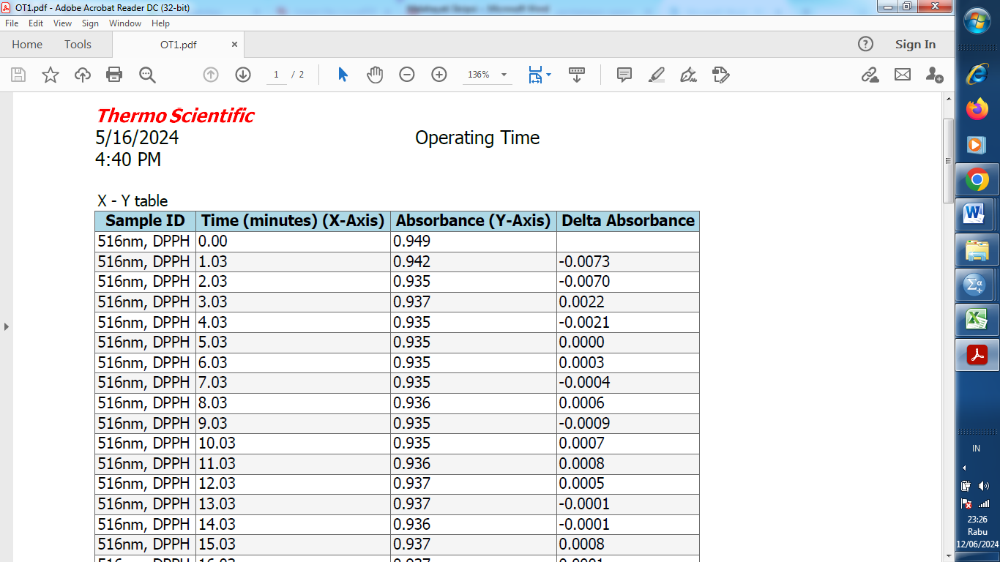 OT1.pdf - Adobe Acrobat Reader DC (32-bit)
File Edit View Sign Window Help
Home Tools OT1.pdf × ? Sign In
1 / 2 136%
Thermo Scientific
5/16/2024 Operating Time
4:40 PM
X - Y table
Sample ID Time (minutes) (X-Axis) Absorbance (Y-Axis) Delta Absorbance
516nm, DPPH 0.00 0.949
516nm, DPPH 1.03 0.942 -0.0073
516nm, DPPH 2.03 0.935 -0.0070
516nm, DPPH 3.03 0.937 0.0022
516nm, DPPH 4.03 0.935 -0.0021
516nm, DPPH 5.03 0.935 0.0000
516nm, DPPH 6.03 0.935 0.0003
516nm, DPPH 7.03 0.935 -0.0004
516nm, DPPH 8.03 0.936 0.0006
516nm, DPPH 9.03 0.935 -0.0009
516nm, DPPH 10.03 0.935 0.0007
516nm, DPPH 11.03 0.936 0.0008
516nm, DPPH 12.03 0.937 0.0005
516nm, DPPH 13.03 0.937 -0.0001
516nm, DPPH 14.03 0.936 -0.0001
516nm, DPPH 15.03 0.937 0.0008
IN
23:26
Rabu
12/06/2024